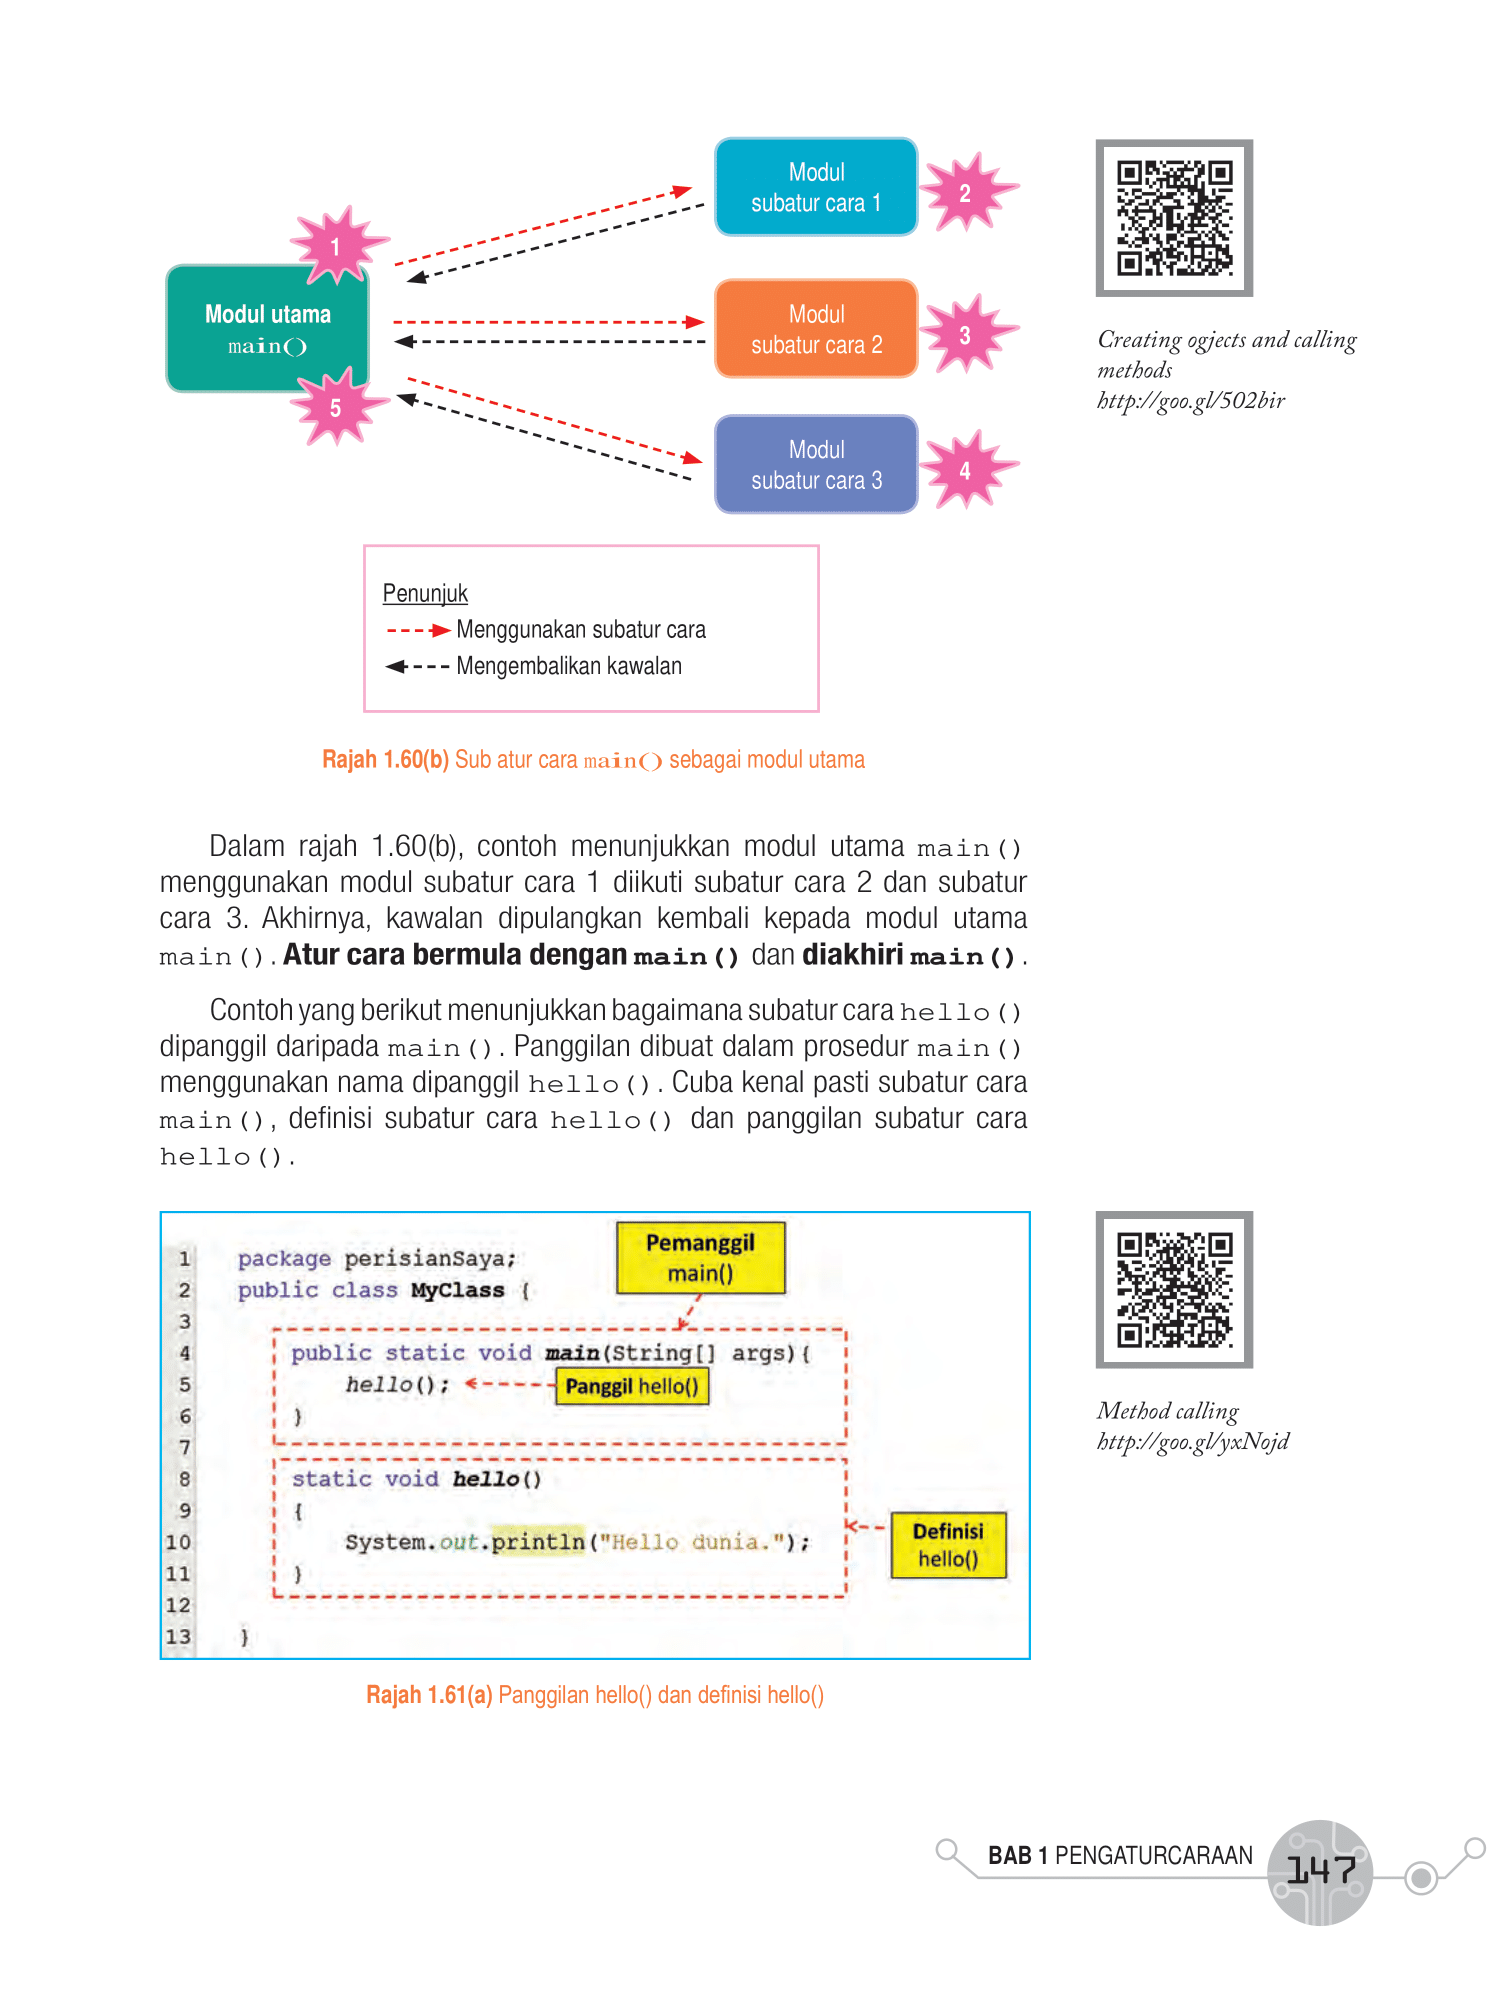 Modul
subatur cara 1
2
1
Modul utama
main()
Modul
subatur cara 2
3
5
Modul
subatur cara 3
4
Creating ogjects and calling
methods
http://goo.gl/502bir
Penunjuk
Menggunakan subatur cara
Mengembalikan kawalan
Rajah 1.60(b) Sub atur cara main() sebagai modul utama
Dalam rajah 1.60(b), contoh menunjukkan modul utama main()
menggunakan modul subatur cara 1 diikuti subatur cara 2 dan subatur
cara 3. Akhirnya, kawalan dipulangkan kembali kepada modul utama
main(). Atur cara bermula dengan main() dan diakhiri main().
Contoh yang berikut menunjukkan bagaimana subatur cara hello()
dipanggil daripada main(). Panggilan dibuat dalam prosedur main()
menggunakan nama dipanggil hello(). Cuba kenal pasti subatur cara
main(), definisi subatur cara hello() dan panggilan subatur cara
hello().
Pemanggil
main()
1 package perisianSaya;
2 public class MyClass {
3
4 public static void main(String[] args){
5 hello(); Panggil hello()
6 }
7
8 static void hello()
9 {
10 System.out.println("Hello dunia.");
11 }
12
13 }
Definisi
hello()
Method calling
http://goo.gl/yxNojd
Rajah 1.61(a) Panggilan hello() dan definisi hello()
BAB 1 PENGATURCARAAN 147